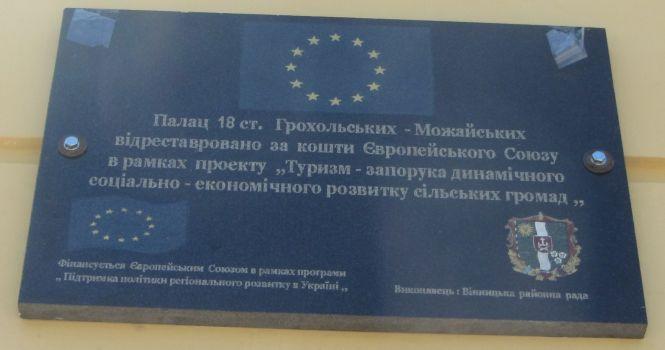 Палац 18 ст. Грохольських - Можайських
відреставровано за кошти Європейського Союзу
в рамках проекту „Туризм - запорука динамічного
соціально - економічного розвитку сільських громад „
Фінансується Європейським Союзом в рамках програми
„ Підтримка політики регіонального розвитку в Україні „
Виконавець : Вінницька районна рада